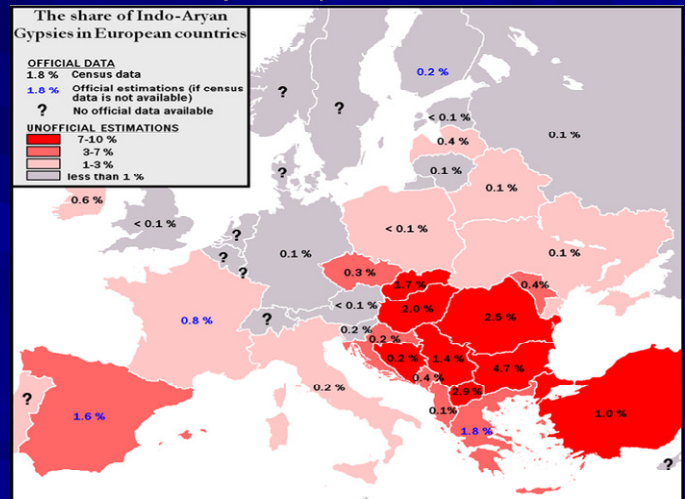 The share of Indo-Aryan
Gypsies in European countries
OFFICIAL DATA
1.8 % Census data
1.8 % Official estimations (if census
data is not available)
? No official data available
UNOFFICIAL ESTIMATIONS
7-10 %
3-7 %
1-3 %
less than 1 %
0.2 %
?
?
< 0.1 %
0.1 %
0.4 %
0.1 %
?
0.1 %
0.6 %
< 0.1 %
?
< 0.1 %
?
?
0.1 %
0.1 %
0.3 %
1.7 %
0.4%
< 0.1 %
2.0 %
?
0.8 %
2.5 %
0.2 %
0.2 %
0.2 %
1.4 %
4.7 %
0.2 %
0.4 %
2.9 %
?
1.6 %
0.1%
1.0 %
1.8 %
?